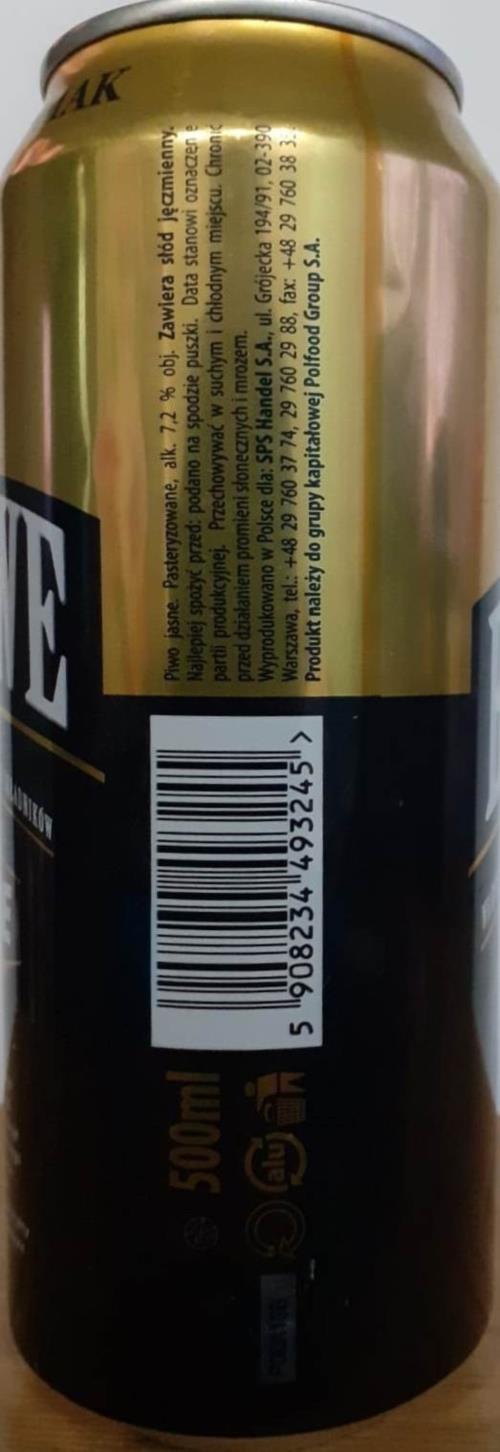 MAK
WE
Piwo jasne. Pasteryzowane, alk. 7,2 % obj. Zawiera słód jęczmienny.
Najlepiej spożyć przed: podano na spodzie puszki. Data stanowi oznaczenie
partii produkcyjnej. Przechowywać w suchym i chłodnym miejscu. Chronić
przed działaniem promieni słonecznych i mrozem.
Wyprodukowano w Polsce dla: SPS Handel S.A., ul. Grójecka 194/91, 02-390
Warszawa, tel.: +48 29 760 37 74, 29 760 29 88, fax: +48 29 760 38 33.
Produkt należy do grupy kapitałowej Polfood Group S.A.
5 908234 493245 >
500ml
alu